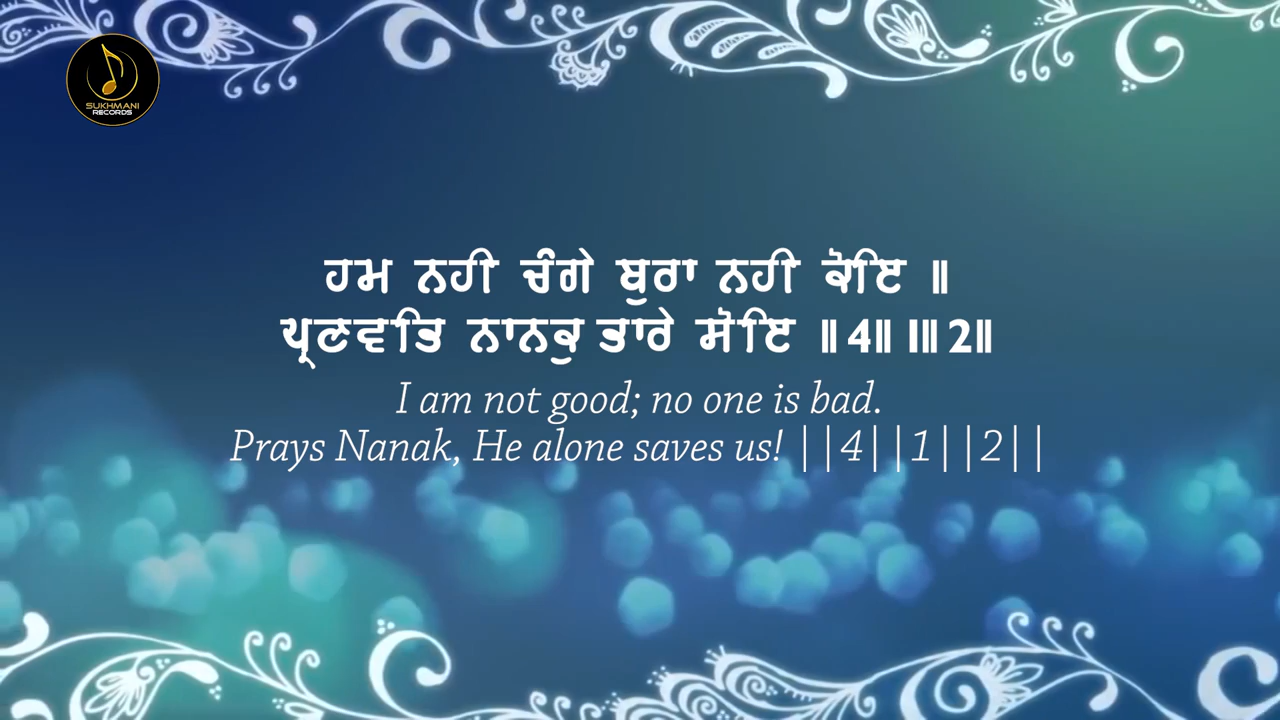 SUKHMANI
RECORDS
ਹਮ ਨਹੀ ਚੰਗੇ ਬੁਰਾ ਨਹੀ ਕੋਇ ॥
ਪ੍ਰਣਵਤਿ ਨਾਨਕੁ ਤਾਰੇ ਸੋਇ ॥4॥ 1॥ 2॥
I am not good; no one is bad.
Prays Nanak, He alone saves us! ||4||1||2||